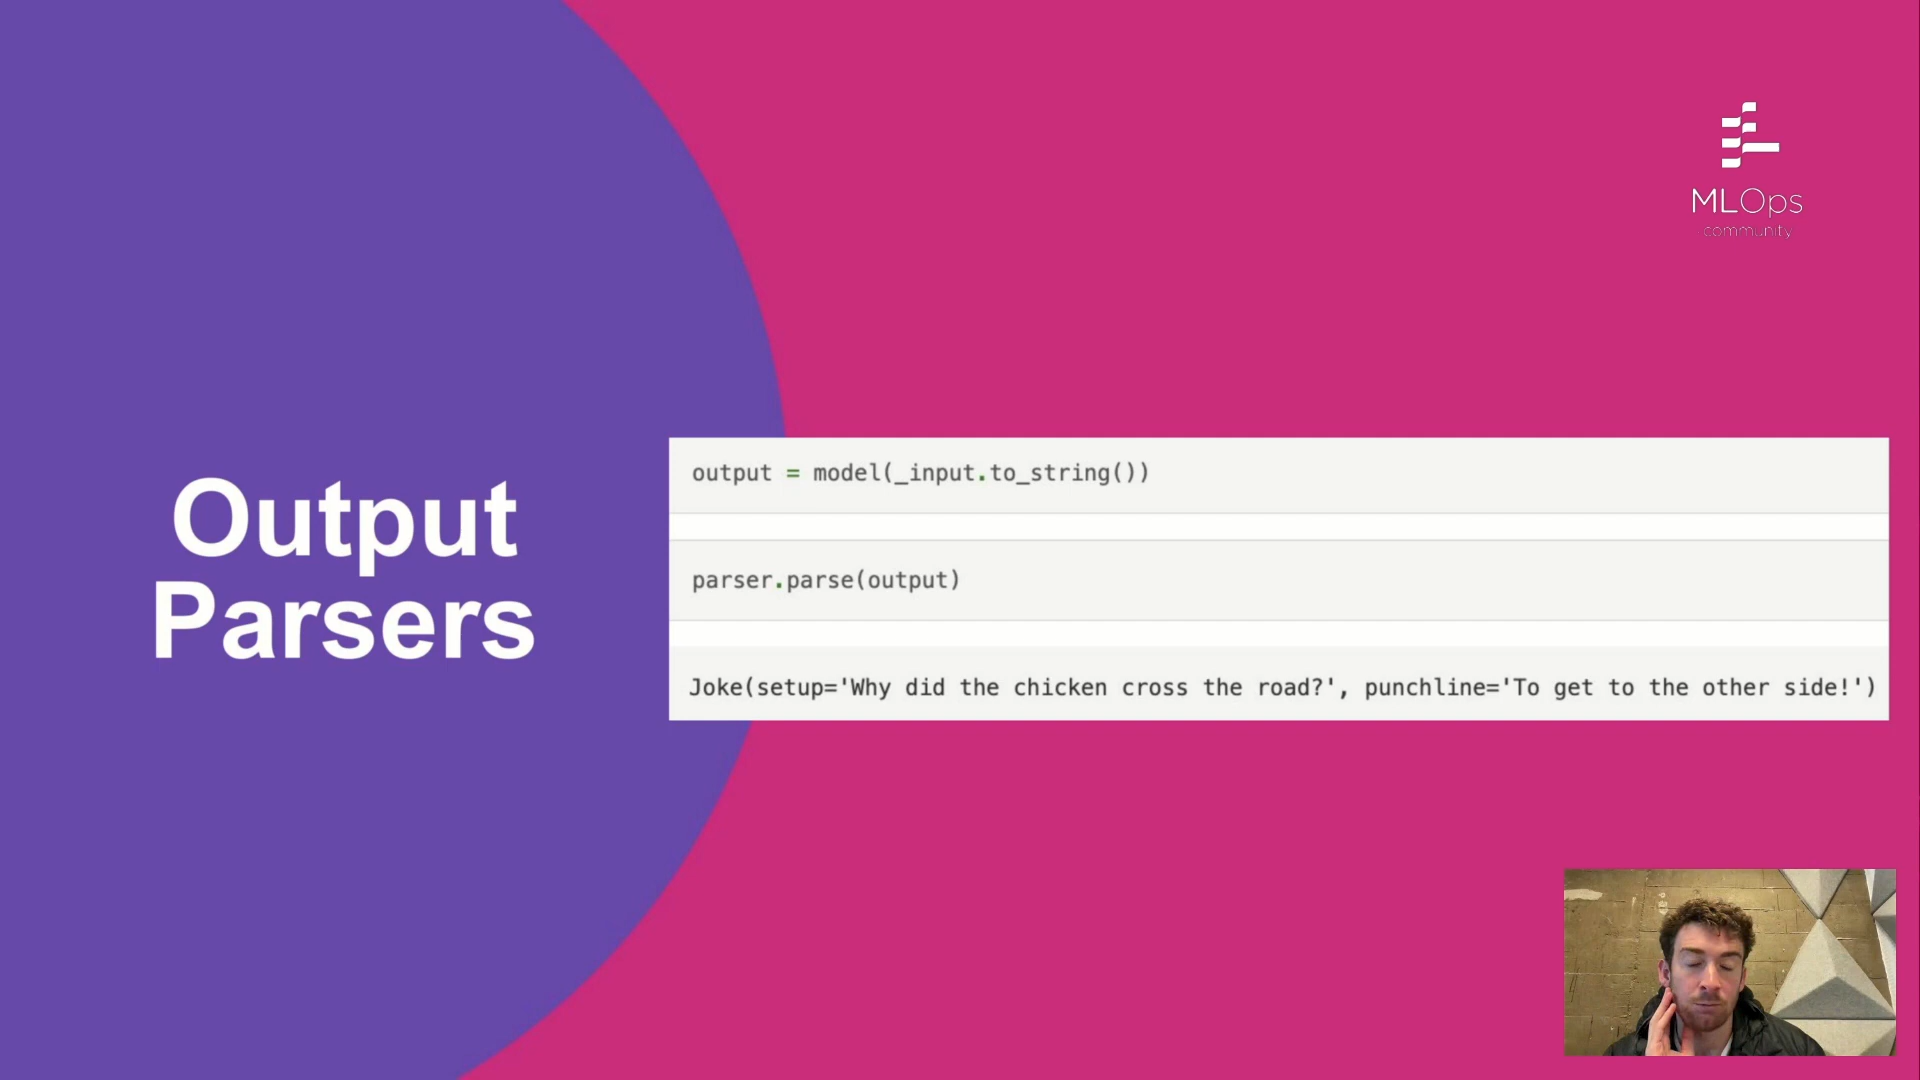 MLOps
community
Output
Parsers
output = model(_input.to_string())
parser.parse(output)
Joke(setup='Why did the chicken cross the road?', punchline='To get to the other side!')